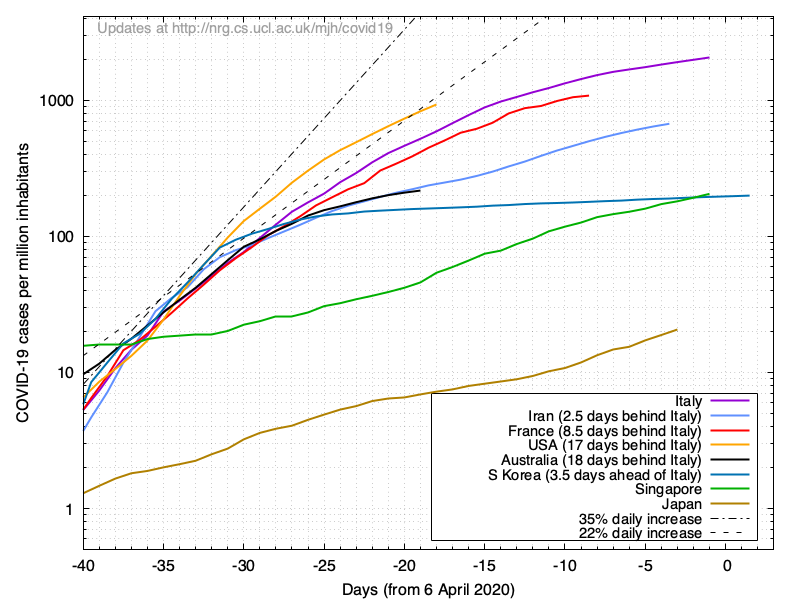 Updates at http://nrg.cs.ucl.ac.uk/mjh/covid19
COVID-19 cases per million inhabitants
1000
100
10
1
Italy
Iran (2.5 days behind Italy)
France (8.5 days behind Italy)
USA (17 days behind Italy)
Australia (18 days behind Italy)
S Korea (3.5 days ahead of Italy)
Singapore
Japan
35% daily increase
22% daily increase
-40 -35 -30 -25 -20 -15 -10 -5 0
Days (from 6 April 2020)